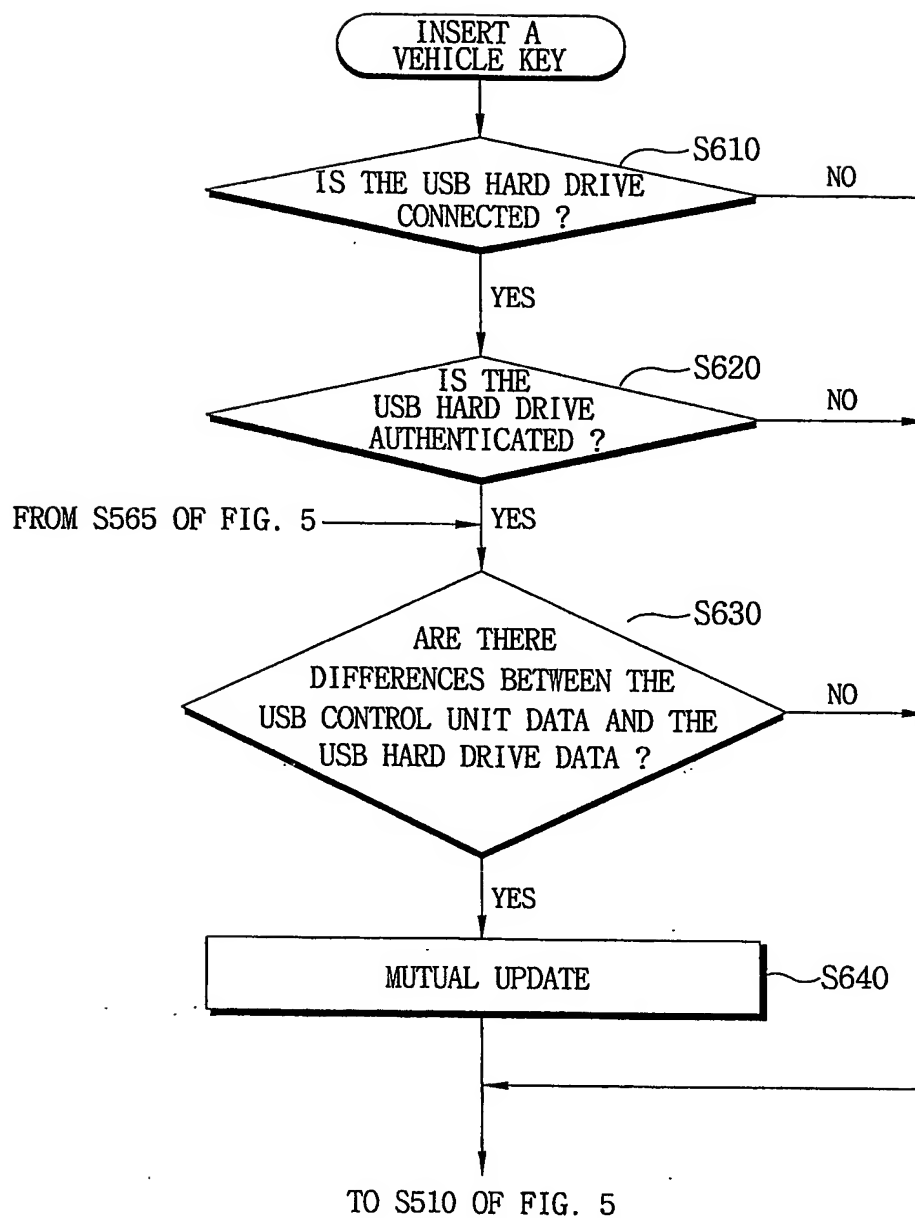 INSERT A
VEHICLE KEY
S610
IS THE USB HARD DRIVE
CONNECTED ?
NO
YES
S620
IS THE
USB HARD DRIVE
AUTHENTICATED ?
NO
FROM S565 OF FIG. 5
YES
S630
ARE THERE
DIFFERENCES BETWEEN THE
USB CONTROL UNIT DATA AND THE
USB HARD DRIVE DATA ?
NO
YES
MUTUAL UPDATE
S640
TO S510 OF FIG. 5